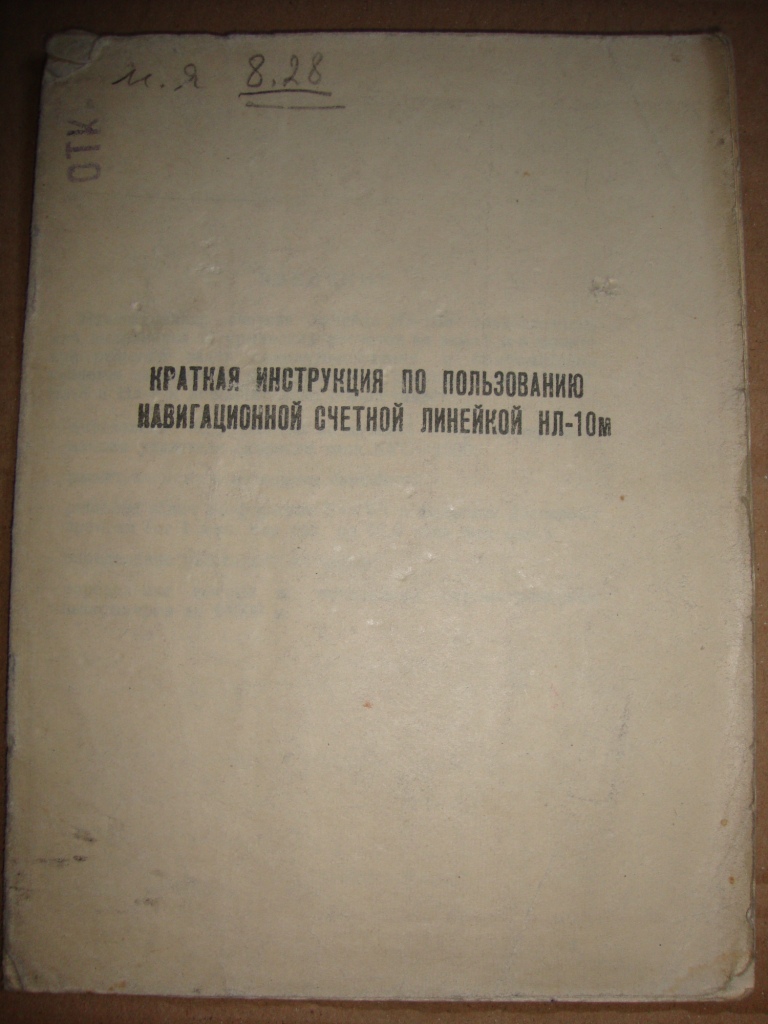 и. я 8.28
ОТК
КРАТКАЯ ИНСТРУКЦИЯ ПО ПОЛЬЗОВАНИЮ
НАВИГАЦИОННОЙ СЧЕТНОЙ ЛИНЕЙКОЙ НЛ-10м